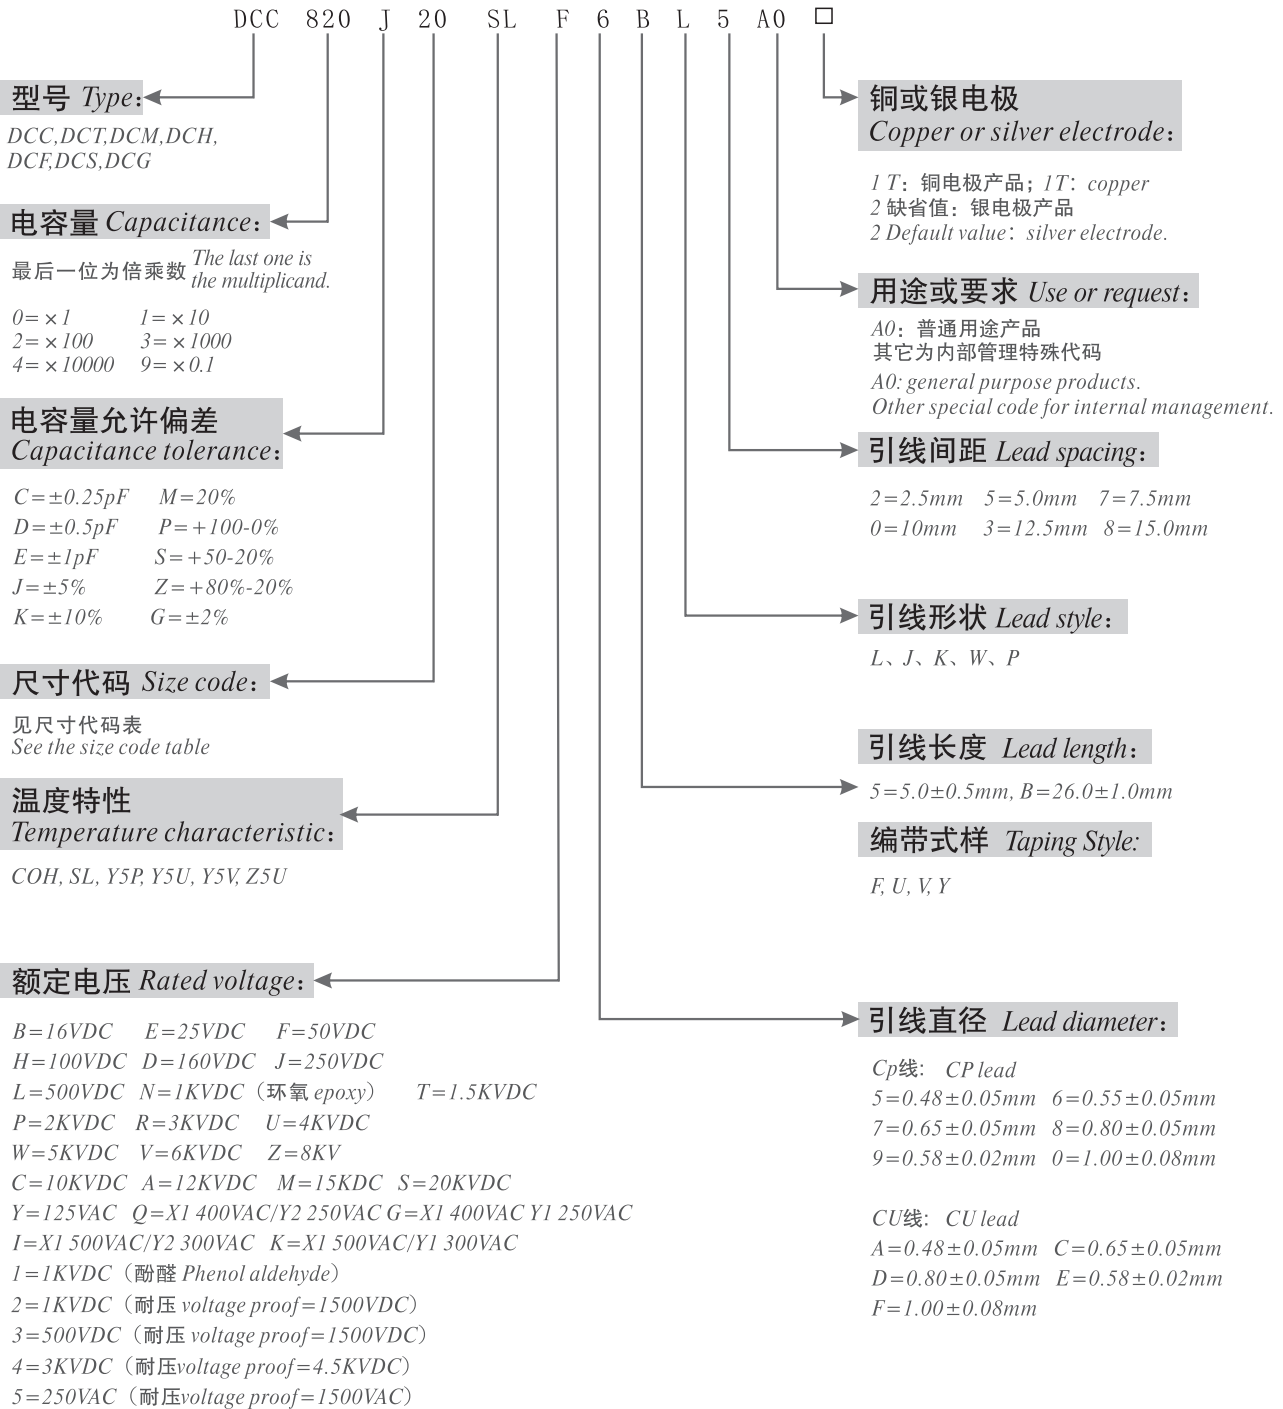 DCC 820 J 20 SL F 6 B L 5 A0 □
型号 Type:
DCC,DCT,DCM,DCH,
DCF,DCS,DCG
电容量 Capacitance:
最后一位为倍乘数 The last one is
the multiplicand.
0=×1 1=×10
2=×100 3=×1000
4=×10000 9=×0.1
电容量允许偏差
Capacitance tolerance:
C=±0.25pF M=20%
D=±0.5pF P=+100-0%
E=±1pF S=+50-20%
J=±5% Z=+80%-20%
K=±10% G=±2%
尺寸代码 Size code:
见尺寸代码表
See the size code table
温度特性
Temperature characteristic:
COH, SL, Y5P, Y5U, Y5V, Z5U
额定电压 Rated voltage:
B=16VDC E=25VDC F=50VDC
H=100VDC D=160VDC J=250VDC
L=500VDC N=1KVDC（环氧 epoxy） T=1.5KVDC
P=2KVDC R=3KVDC U=4KVDC
W=5KVDC V=6KVDC Z=8KV
C=10KVDC A=12KVDC M=15KDC S=20KVDC
Y=125VAC Q=X1 400VAC/Y2 250VAC G=X1 400VAC Y1 250VAC
I=X1 500VAC/Y2 300VAC K=X1 500VAC/Y1 300VAC
1=1KVDC（酚醛 Phenol aldehyde）
2=1KVDC（耐压 voltage proof=1500VDC）
3=500VDC（耐压 voltage proof=1500VDC）
4=3KVDC（耐压voltage proof=4.5KVDC）
5=250VAC（耐压voltage proof=1500VAC）
铜或银电极
Copper or silver electrode:
1 T: 铜电极产品; 1T: copper
2 缺省值: 银电极产品
2 Default value: silver electrode.
用途或要求 Use or request:
A0: 普通用途产品
其它为内部管理特殊代码
A0: general purpose products.
Other special code for internal management.
引线间距 Lead spacing:
2=2.5mm 5=5.0mm 7=7.5mm
0=10mm 3=12.5mm 8=15.0mm
引线形状 Lead style:
L、J、K、W、P
引线长度 Lead length:
5=5.0±0.5mm, B=26.0±1.0mm
编带式样 Taping Style:
F, U, V, Y
引线直径 Lead diameter:
Cp线: CP lead
5=0.48±0.05mm 6=0.55±0.05mm
7=0.65±0.05mm 8=0.80±0.05mm
9=0.58±0.02mm 0=1.00±0.08mm
CU线: CU lead
A=0.48±0.05mm C=0.65±0.05mm
D=0.80±0.05mm E=0.58±0.02mm
F=1.00±0.08mm